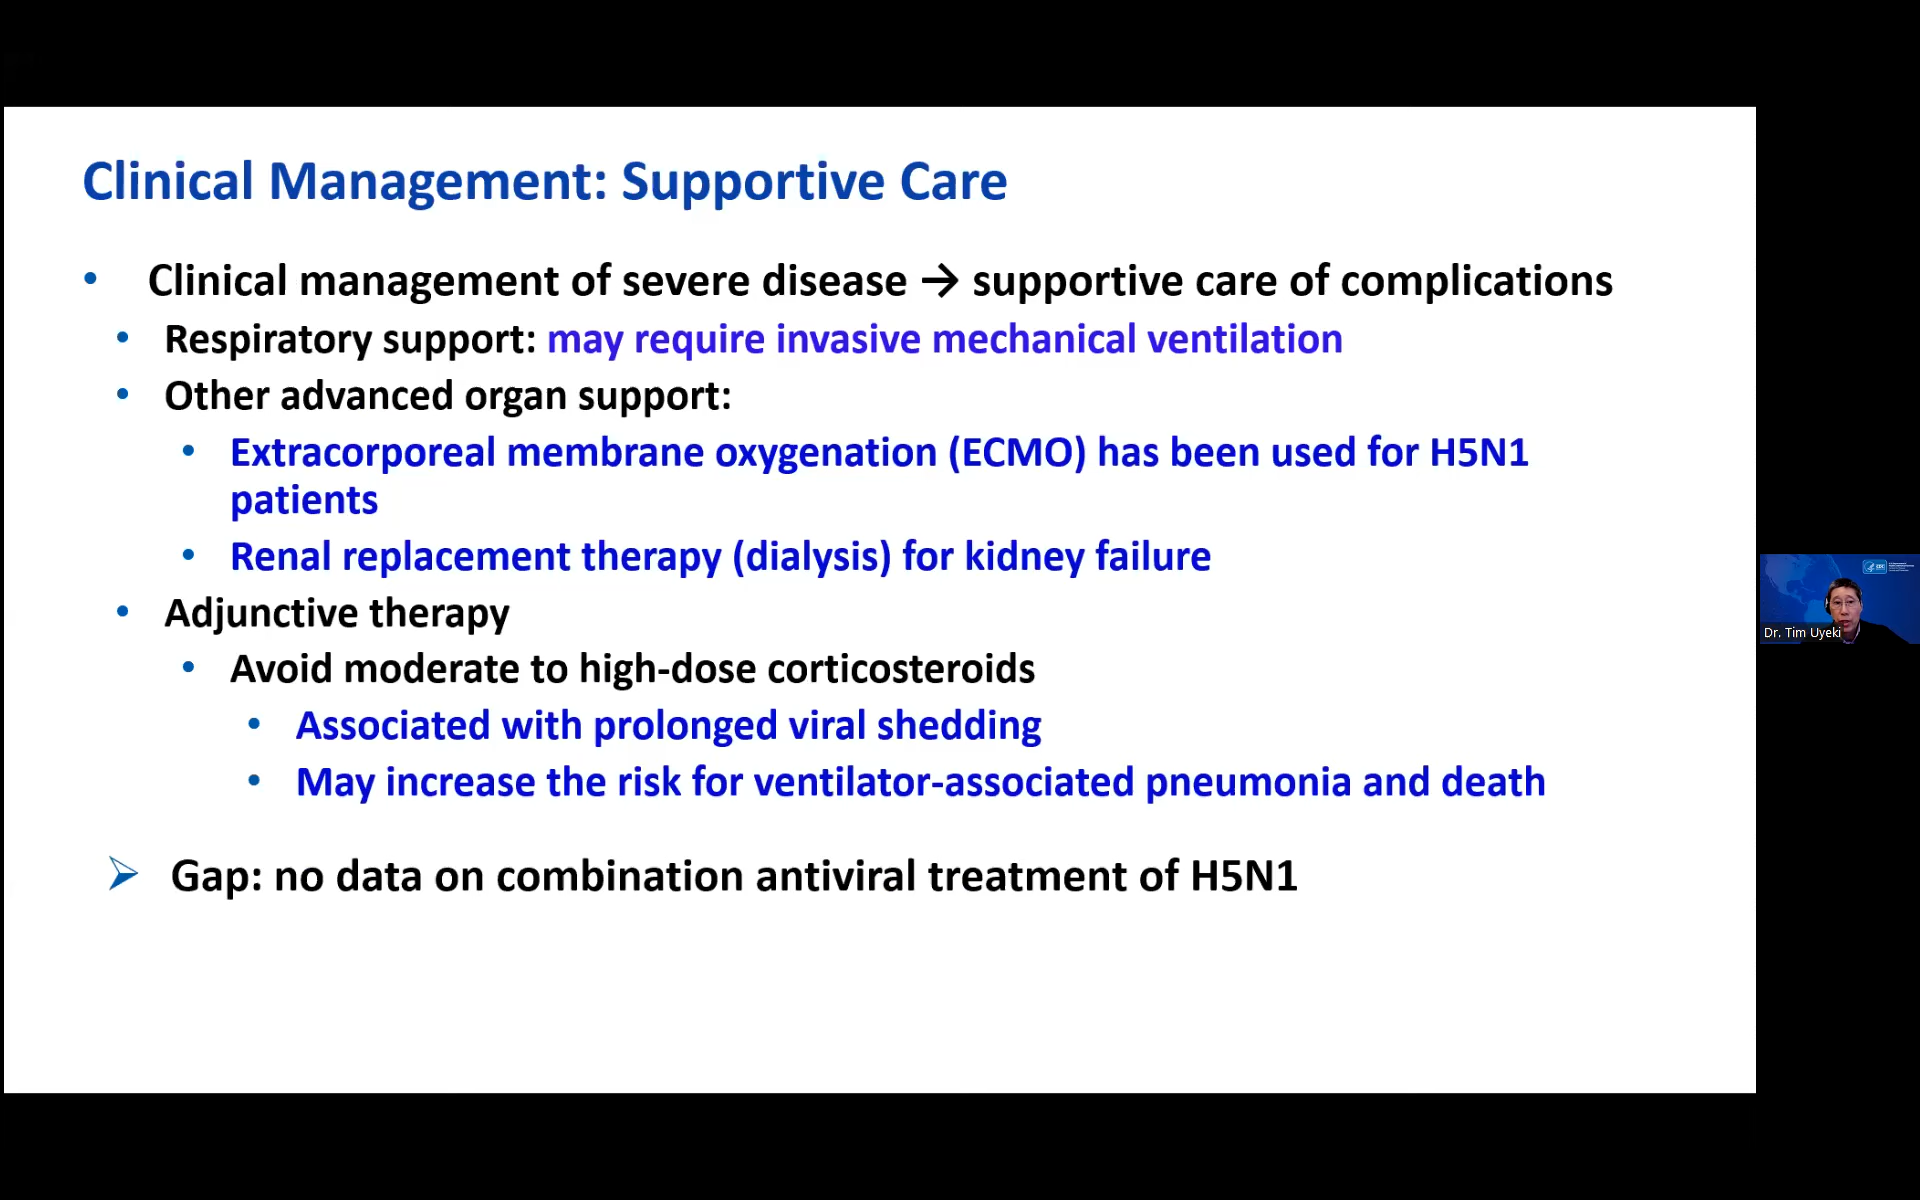 Clinical Management: Supportive Care
• Clinical management of severe disease → supportive care of complications
• Respiratory support: may require invasive mechanical ventilation
• Other advanced organ support:
• Extracorporeal membrane oxygenation (ECMO) has been used for H5N1
patients
• Renal replacement therapy (dialysis) for kidney failure
• Adjunctive therapy
• Avoid moderate to high-dose corticosteroids
• Associated with prolonged viral shedding
• May increase the risk for ventilator-associated pneumonia and death
➢ Gap: no data on combination antiviral treatment of H5N1
CDC
Dr. Tim Uyeki